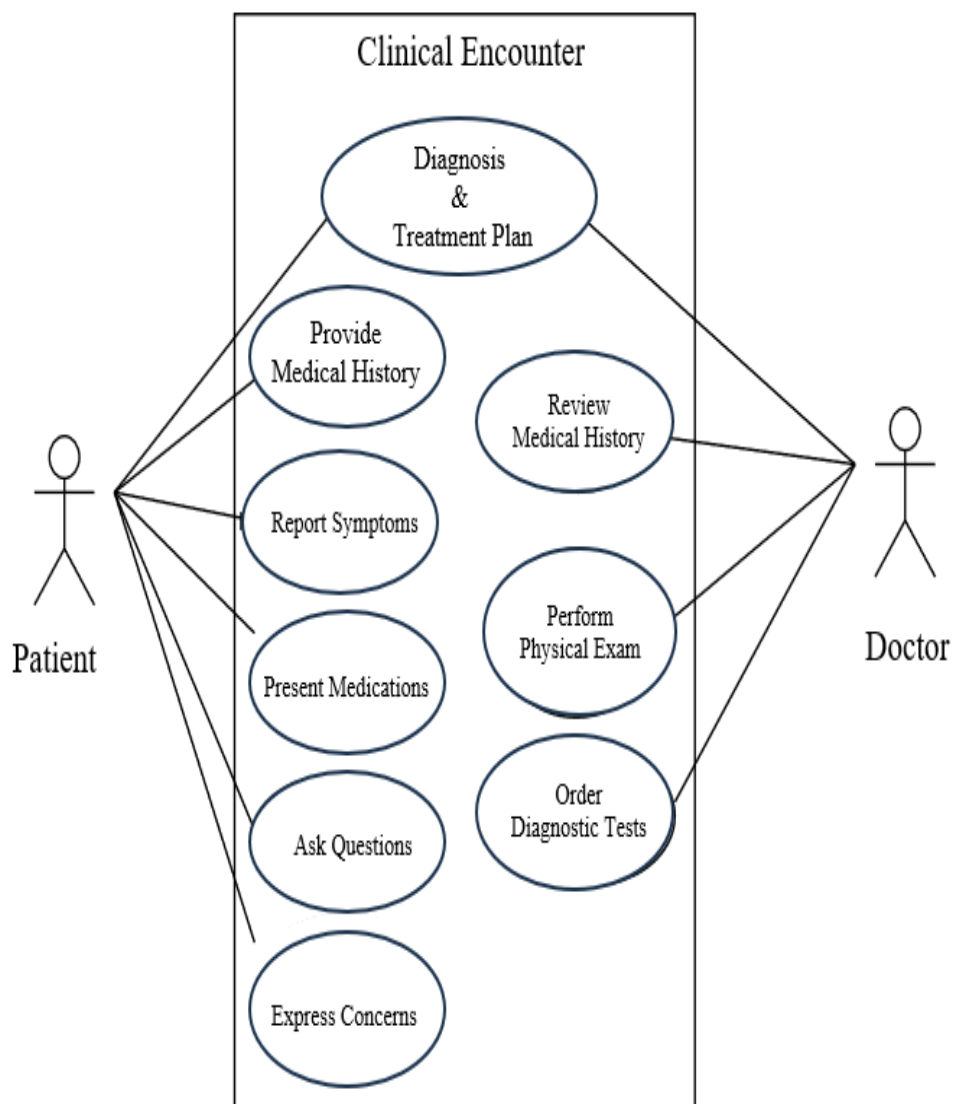 Clinical Encounter
Diagnosis
&
Treatment Plan
Provide
Medical History
Review
Medical History
Report Symptoms
Perform
Physical Exam
Patient
Doctor
Present Medications
Order
Diagnostic Tests
Ask Questions
Express Concerns